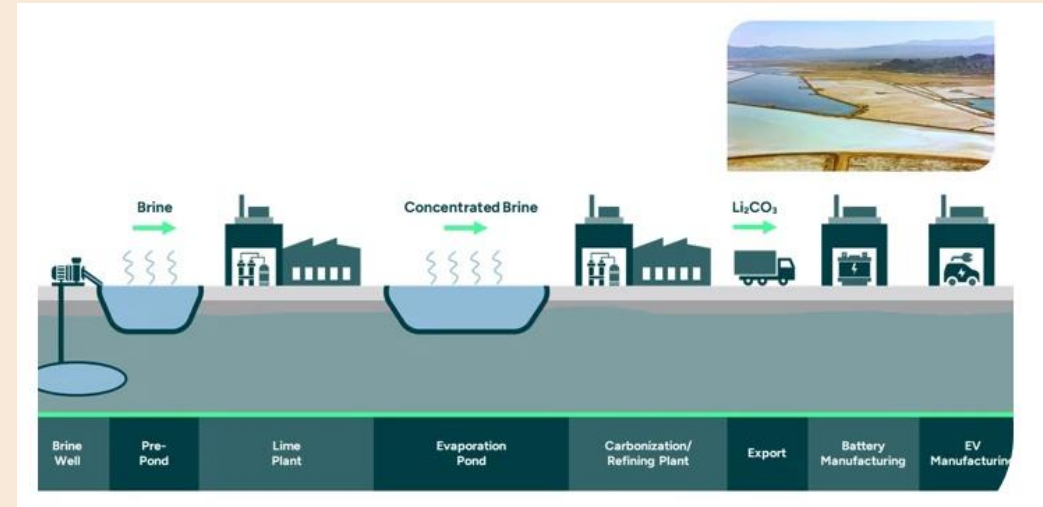 Brine
Concentrated Brine
Li₂CO₃
Brine
Well
Pre-
Pond
Lime
Plant
Evaporation
Pond
Carbonization/
Refining Plant
Export
Battery
Manufacturing
EV
Manufacturin